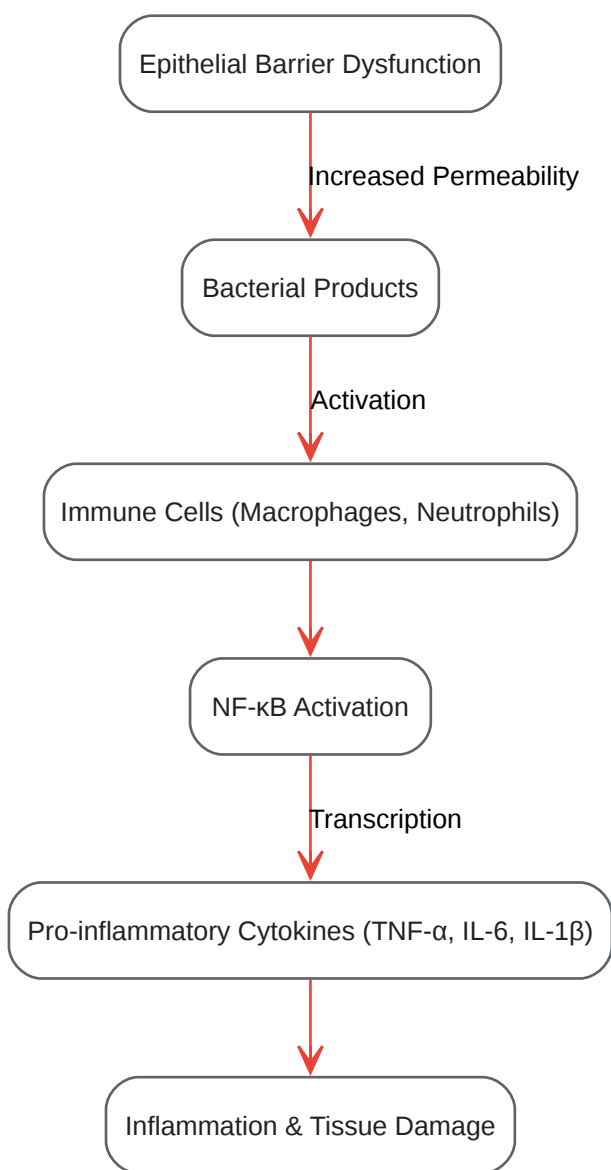 Epithelial Barrier Dysfunction
Increased Permeability
Bacterial Products
Activation
Immune Cells (Macrophages, Neutrophils)
NF-κB Activation
Transcription
Pro-inflammatory Cytokines (TNF-α, IL-6, IL-1β)
Inflammation & Tissue Damage